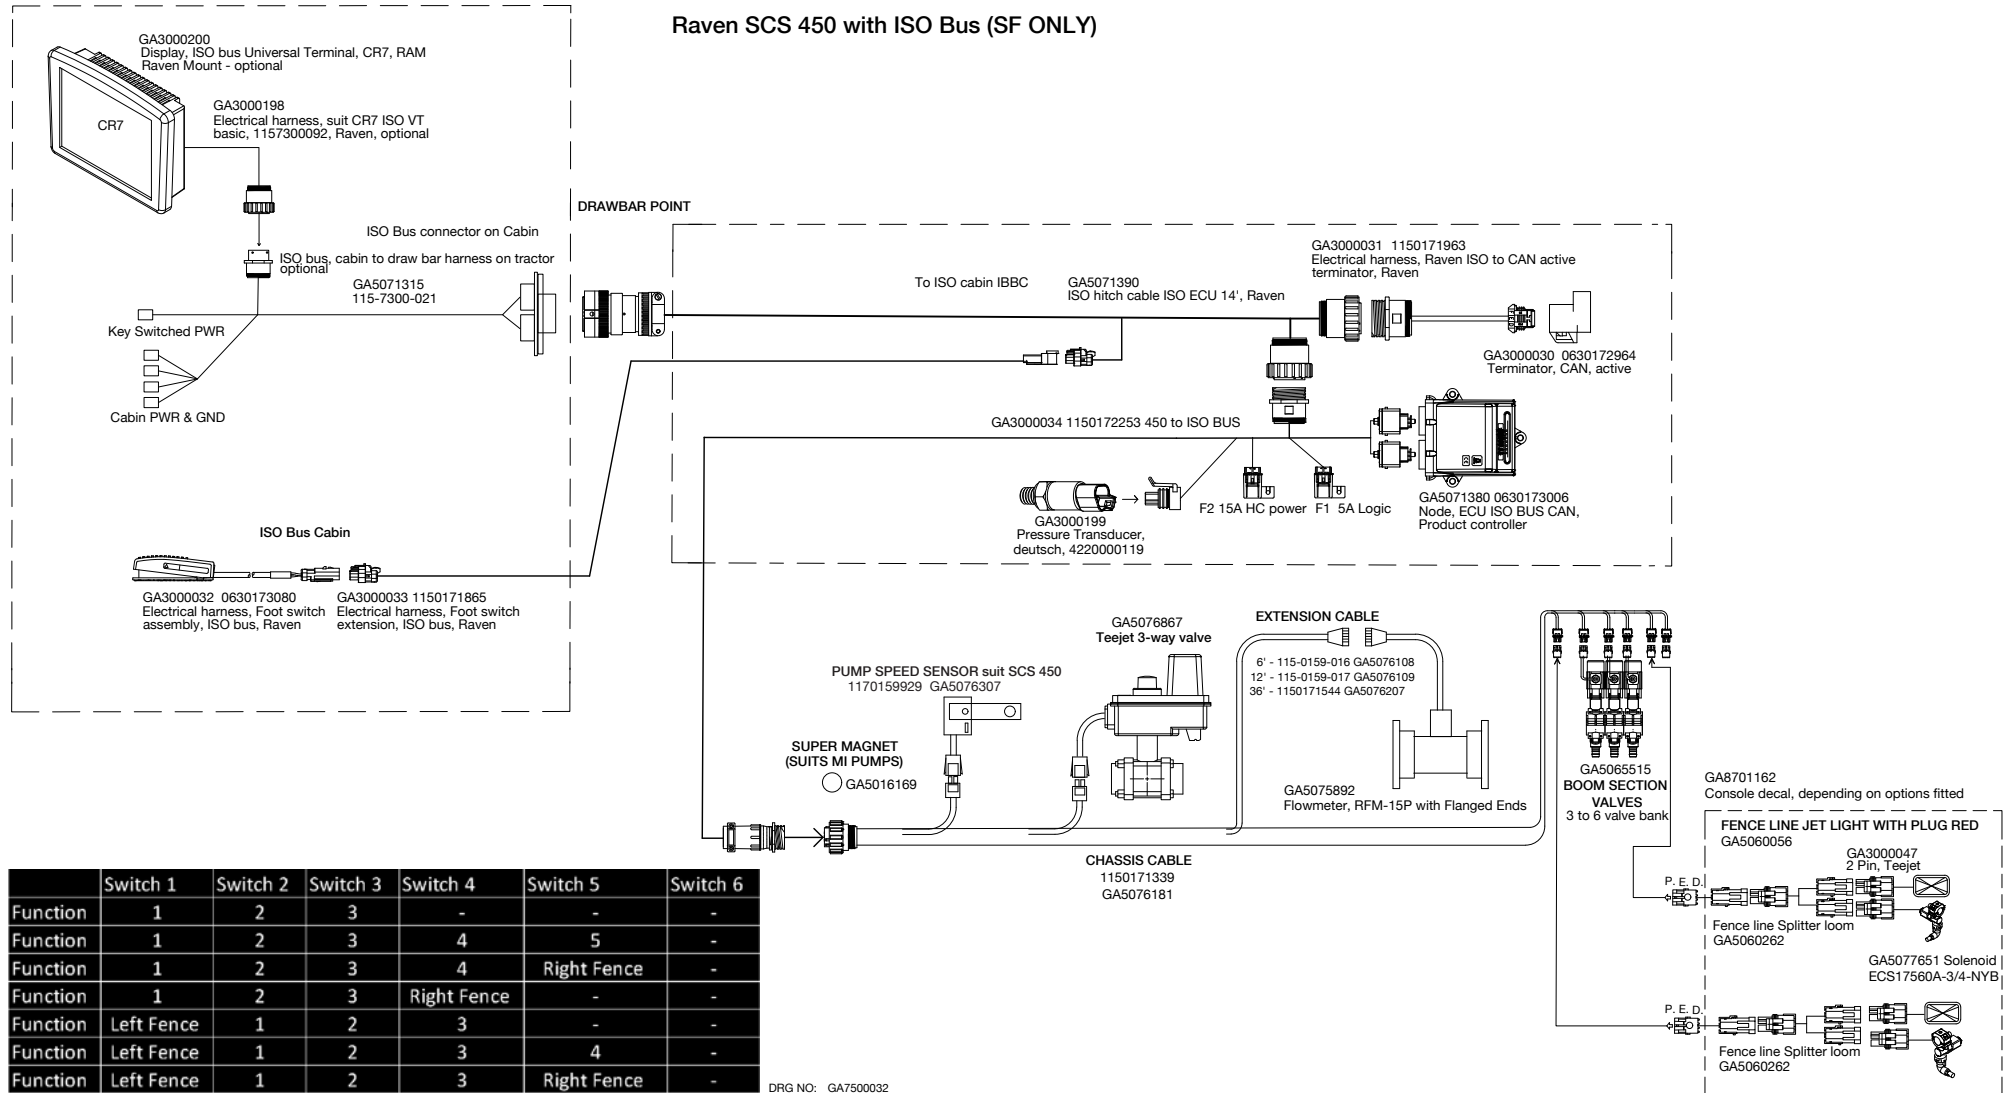 Raven SCS 450 with ISO Bus (SF ONLY)
GA3000200
Display, ISO bus Universal Terminal, CR7, RAM
Raven Mount - optional
CR7
GA3000198
Electrical harness, suit CR7 ISO VT
basic, 1157300092, Raven, optional
ISO Bus connector on Cabin
ISO bus, cabin to draw bar harness on tractor
optional
GA5071315
115-7300-021
Key Switched PWR
Cabin PWR & GND
ISO Bus Cabin
GA3000032 0630173080
Electrical harness, Foot switch
assembly, ISO bus, Raven
GA3000033 1150171865
Electrical harness, Foot switch
extension, ISO bus, Raven
DRAWBAR POINT
To ISO cabin IBBC
GA5071390
ISO hitch cable ISO ECU 14', Raven
GA3000031 1150171963
Electrical harness, Raven ISO to CAN active
terminator, Raven
GA3000030 0630172964
Terminator, CAN, active
GA3000034 1150172253 450 to ISO BUS
GA3000199
Pressure Transducer,
deutsch, 4220000119
F2 15A HC power
F1 5A Logic
GA5071380 0630173006
Node, ECU ISO BUS CAN,
Product controller
PUMP SPEED SENSOR suit SCS 450
1170159929 GA5076307
SUPER MAGNET
(SUITS MI PUMPS)
GA5016169
GA5076867
Teejet 3-way valve
EXTENSION CABLE
6' - 115-0159-016 GA5076108
12' - 115-0159-017 GA5076109
36' - 1150171544 GA5076207
GA5075892
Flowmeter, RFM-15P with Flanged Ends
CHASSIS CABLE
1150171339
GA5076181
GA5065515
BOOM SECTION
VALVES
3 to 6 valve bank
GA8701162
Console decal, depending on options fitted
FENCE LINE JET LIGHT WITH PLUG RED
GA5060056
GA3000047
2 Pin, Teejet
P. E. D.
Fence line Splitter loom
GA5060262
GA5077651 Solenoid
ECS17560A-3/4-NYB
P. E. D.
Fence line Splitter loom
GA5060262
Switch 1 Switch 2 Switch 3 Switch 4 Switch 5 Switch 6
Function 1 2 3 - - -
Function 1 2 3 4 5 -
Function 1 2 3 4 Right Fence -
Function 1 2 3 Right Fence - -
Function Left Fence 1 2 3 - -
Function Left Fence 1 2 3 4 -
Function Left Fence 1 2 3 Right Fence -
DRG NO: GA7500032